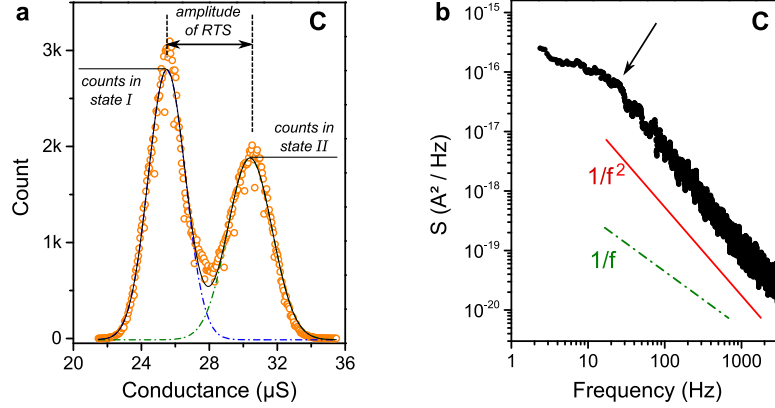 a
amplitude
of RTS
C
3k
counts in
state I
2k
counts in
state II
Count
1k
0
20
24
28
32
36
Conductance (µS)
b
C
10⁻¹⁵
10⁻¹⁶
10⁻¹⁷
10⁻¹⁸
10⁻¹⁹
10⁻²⁰
S (A² / Hz)
1/f²
1/f
1
10
100
1000
Frequency (Hz)